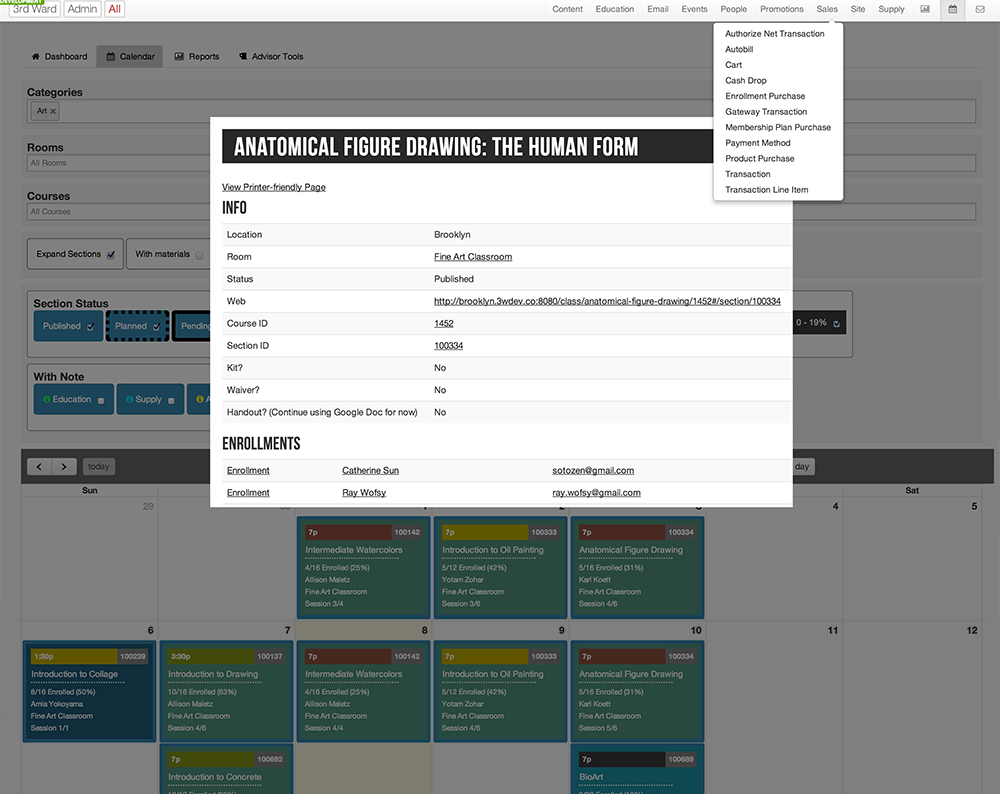 DEVELOPMENT
3rd Ward Admin All Content Education Email Events People Promotions Sales Site Supply
Authorize Net Transaction
Autobill
Cart
Cash Drop
Enrollment Purchase
Gateway Transaction
Membership Plan Purchase
Payment Method
Product Purchase
Transaction
Transaction Line Item
Dashboard Calendar Reports Advisor Tools
Categories
Art ×
Rooms
All Rooms
Courses
All Courses
Expand Sections With materials
Section Status
Published Planned Pending
0 - 19%
With Note
Education Supply
ANATOMICAL FIGURE DRAWING: THE HUMAN FORM
View Printer-friendly Page
INFO
Location Brooklyn
Room Fine Art Classroom
Status Published
Web http://brooklyn.3wdev.co:8080/class/anatomical-figure-drawing/1452#/section/100334
Course ID 1452
Section ID 100334
Kit? No
Waiver? No
Handout? (Continue using Google Doc for now) No
ENROLLMENTS
Enrollment Catherine Sun sotozen@gmail.com
Enrollment Ray Wofsy ray.wofsy@gmail.com
< > today day
Sun Sat
29 4 5
7p 100142
Intermediate Watercolors
4/16 Enrolled (25%)
Allison Maletz
Fine Art Classroom
Session 3/4
7p 100333
Introduction to Oil Painting
5/12 Enrolled (42%)
Yotam Zohar
Fine Art Classroom
Session 3/6
7p 100334
Anatomical Figure Drawing
5/16 Enrolled (31%)
Karl Koett
Fine Art Classroom
Session 4/6
6 7 8 9 10 11 12
1:30p 100239
Introduction to Collage
8/16 Enrolled (50%)
Amia Yokoyama
Fine Art Classroom
Session 1/1
3:30p 100137
Introduction to Drawing
10/16 Enrolled (63%)
Allison Maletz
Fine Art Classroom
Session 4/6
7p 100142
Intermediate Watercolors
4/16 Enrolled (25%)
Allison Maletz
Fine Art Classroom
Session 4/4
7p 100333
Introduction to Oil Painting
5/12 Enrolled (42%)
Yotam Zohar
Fine Art Classroom
Session 4/6
7p 100334
Anatomical Figure Drawing
5/16 Enrolled (31%)
Karl Koett
Fine Art Classroom
Session 5/6
7p 100692
Introduction to Concrete
7p 100689
BioArt